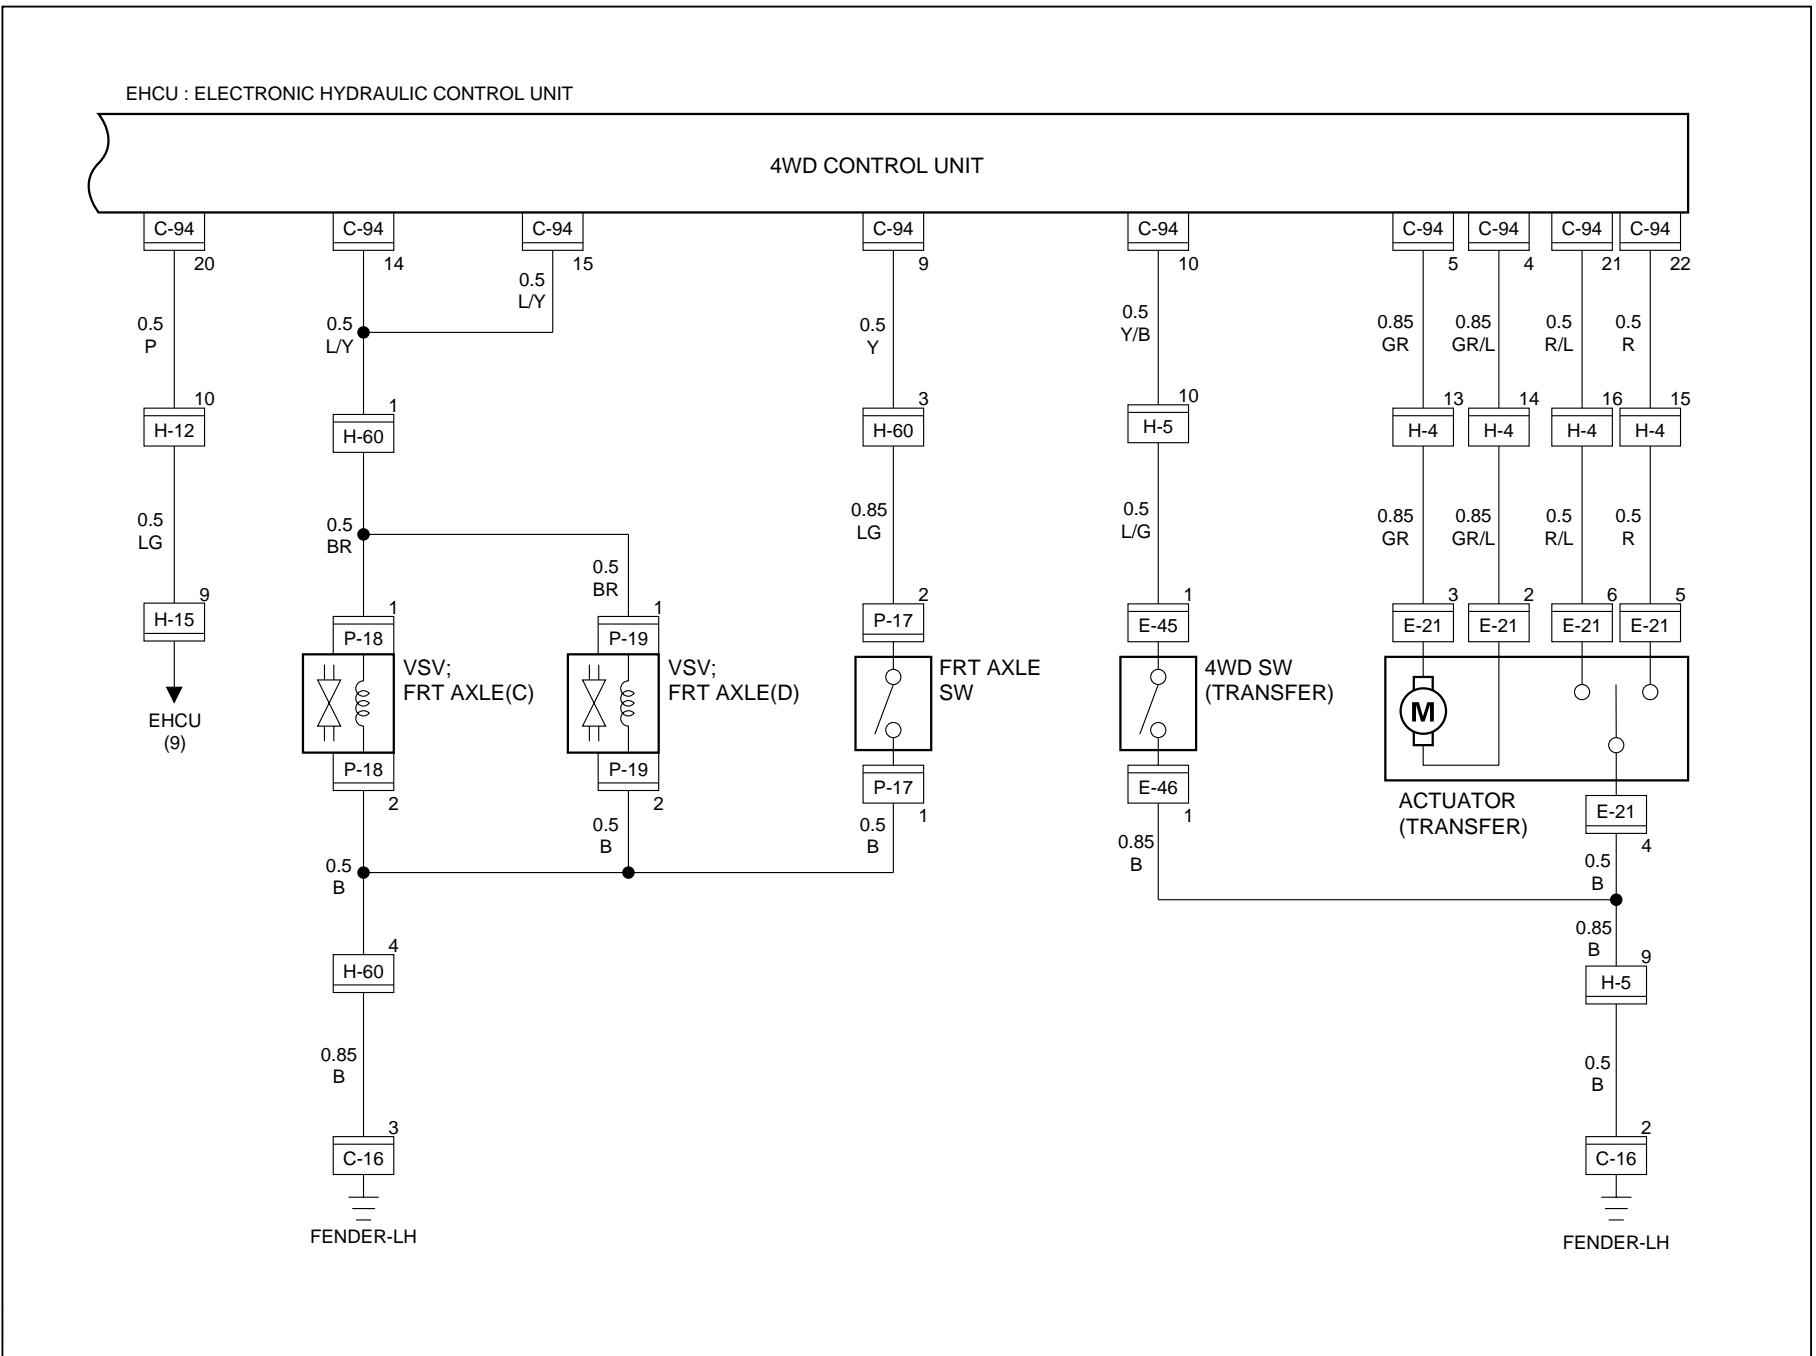 EHCU : ELECTRONIC HYDRAULIC CONTROL UNIT
4WD CONTROL UNIT
C-94 C-94 C-94 C-94 C-94 C-94 C-94 C-94 C-94
20 14 15 9 10 5 4 21 22
0.5
L/Y
0.5
P
0.5
L/Y
0.5
Y
0.5
Y/B
0.85
GR
0.85
GR/L
0.5
R/L
0.5
R
10 1 3 10 13 14 16 15
H-12 H-60 H-60 H-5 H-4 H-4 H-4 H-4
0.5
LG
0.5
BR
0.5
BR
0.85
LG
0.5
L/G
0.85
GR
0.85
GR/L
0.5
R/L
0.5
R
9 1 1 2 1 3 2 6 5
H-15 P-18 P-19 P-17 E-45 E-21 E-21 E-21 E-21
EHCU
(9)
VSV;
FRT AXLE(C)
VSV;
FRT AXLE(D)
FRT AXLE
SW
4WD SW
(TRANSFER)
M
P-18 P-19 P-17 E-46
2 2 1 1
ACTUATOR
(TRANSFER)
E-21
4
0.5
B
0.5
B
0.5
B
0.85
B
0.5
B
0.85
B
4 9
H-60 H-5
0.85
B
0.5
B
3 2
C-16 C-16
FENDER-LH
FENDER-LH